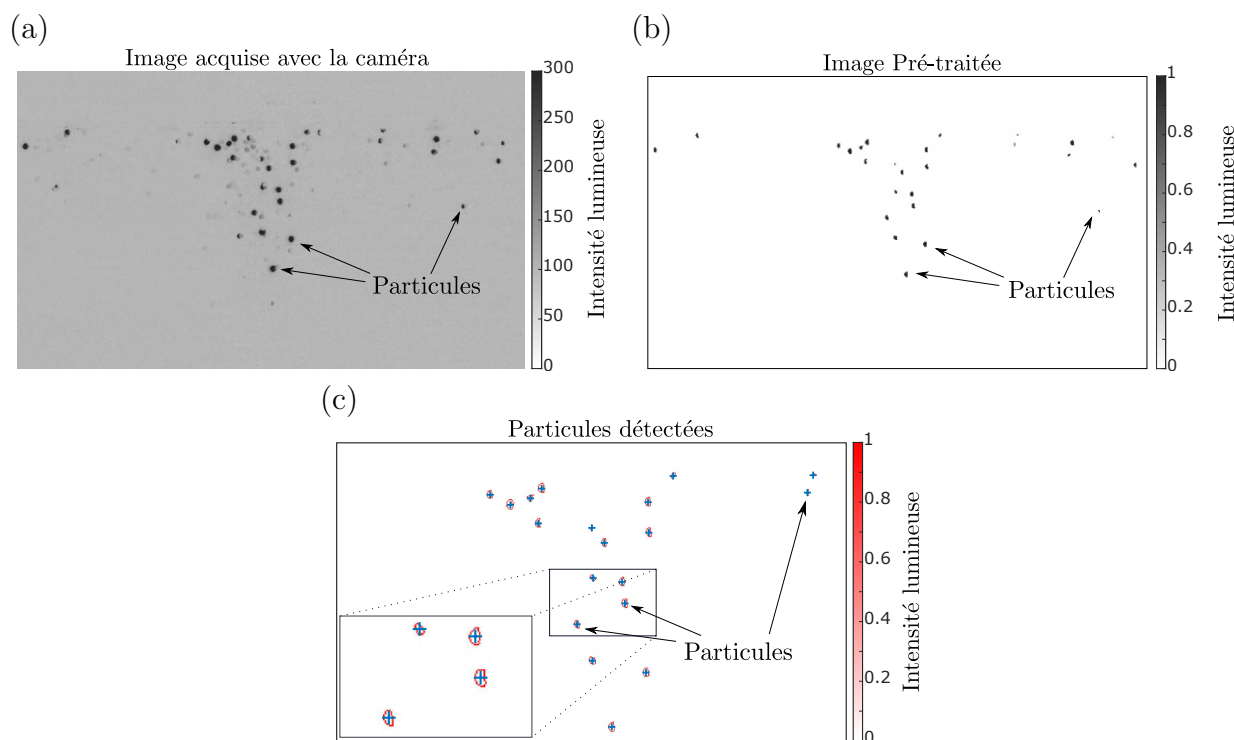 (a)
Image acquise avec la caméra
300
250
200
150
100
50
0
Intensité lumineuse
Particules
(b)
Image Pré-traitée
1
0.8
0.6
0.4
0.2
0
Intensité lumineuse
Particules
(c)
Particules détectées
1
0.8
0.6
0.4
0.2
0
Intensité lumineuse
Particules